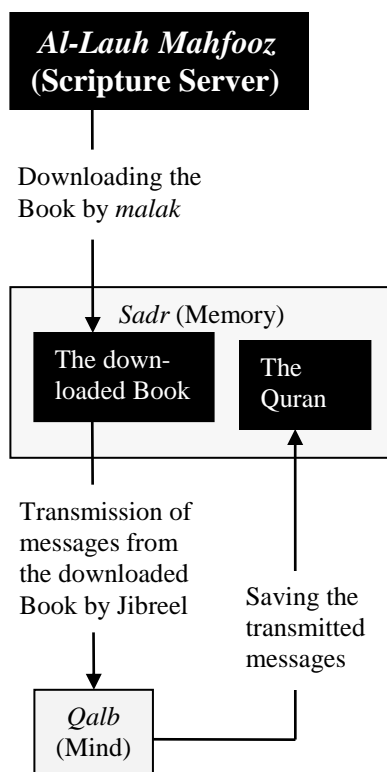 Al-Lauh Mahfooz
(Scripture Server)
Downloading the
Book by malak
Sadr (Memory)
The down-
loaded Book
The
Quran
Transmission of
messages from
the downloaded
Book by Jibreel
Saving the
transmitted
messages
Qalb
(Mind)